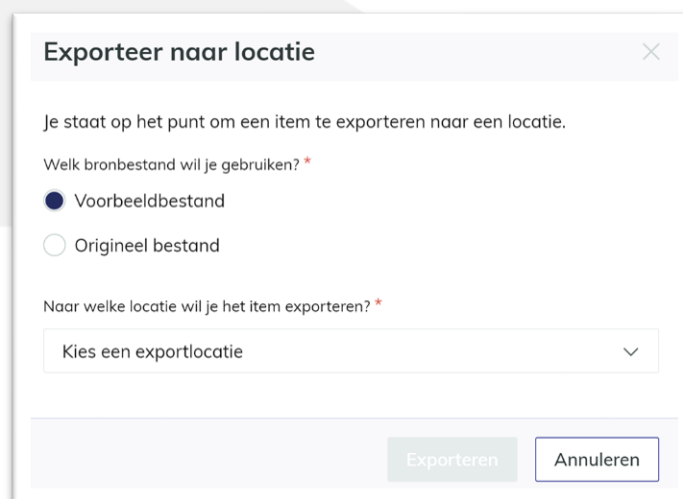 Exporteer naar locatie
Je staat op het punt om een item te exporteren naar een locatie.
Welk bronbestand wil je gebruiken? *
Voorbeeldbestand
Origineel bestand
Naar welke locatie wil je het item exporteren? *
Kies een exportlocatie
Exporteren
Annuleren